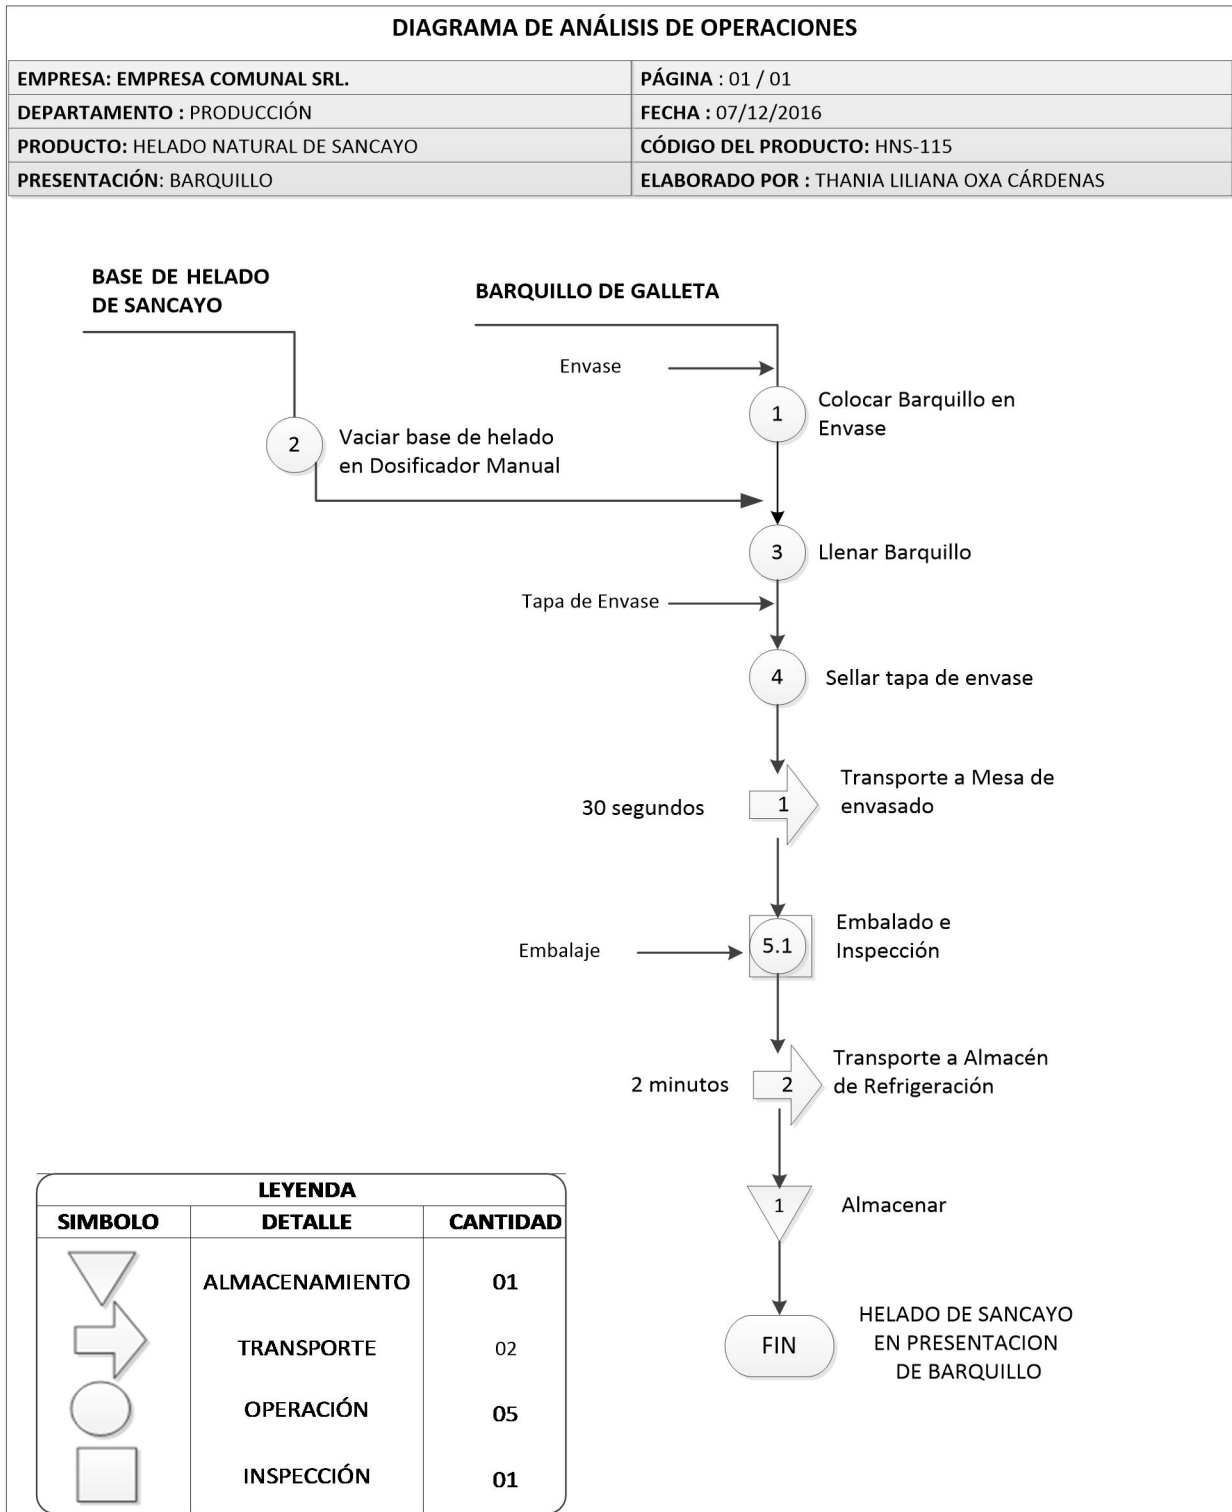 DIAGRAMA DE ANÁLISIS DE OPERACIONES
EMPRESA: EMPRESA COMUNAL SRL.
PÁGINA : 01 / 01
DEPARTAMENTO : PRODUCCIÓN
FECHA : 07/12/2016
PRODUCTO: HELADO NATURAL DE SANCAYO
CÓDIGO DEL PRODUCTO: HNS-115
PRESENTACIÓN: BARQUILLO
ELABORADO POR : THANIA LILIANA OXA CÁRDENAS
BASE DE HELADO
DE SANCAYO
BARQUILLO DE GALLETA
Envase
1
Colocar Barquillo en
Envase
2
Vaciar base de helado
en Dosificador Manual
3
Llenar Barquillo
Tapa de Envase
4
Sellar tapa de envase
30 segundos
1
Transporte a Mesa de
envasado
Embalaje
5.1
Embalado e
Inspección
2 minutos
2
Transporte a Almacén
de Refrigeración
1
Almacenar
FIN
HELADO DE SANCAYO
EN PRESENTACION
DE BARQUILLO
LEYENDA
SIMBOLO DETALLE CANTIDAD
ALMACENAMIENTO 01
TRANSPORTE 02
OPERACIÓN 05
INSPECCIÓN 01